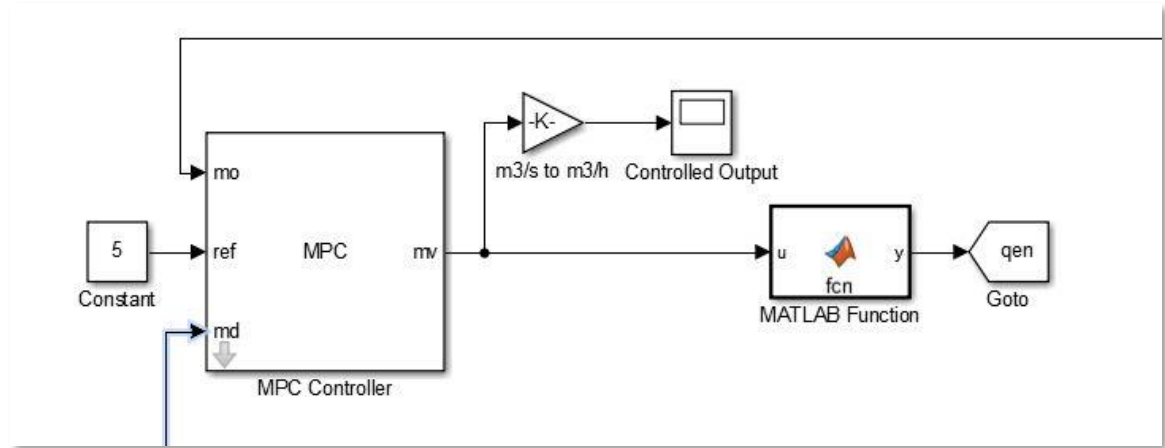 -K-
m3/s to m3/h
Controlled Output
mo
5
ref
MPC
mv
u
y
qen
Constant
fcn
Goto
MATLAB Function
md
MPC Controller